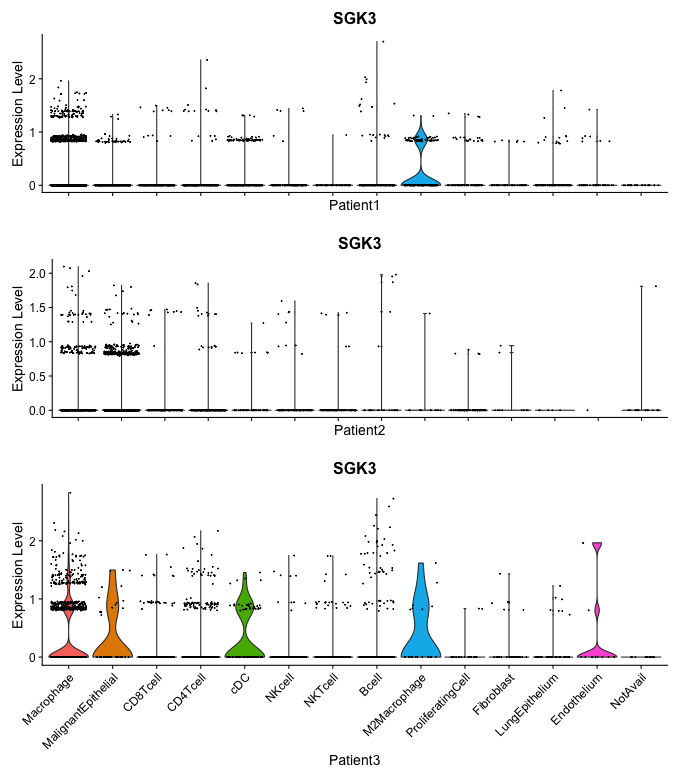 SGK3
Expression Level
2
1
0
Patient1
SGK3
Expression Level
2.0
1.5
1.0
0.5
0.0
Patient2
SGK3
Expression Level
2
1
0
Macrophage
MalignantEpithelial
CD8Tcell
CD4Tcell
cDC
NKcell
NKTcell
Bcell
M2Macrophage
ProliferatingCell
Fibroblast
LungEpithelium
Endothelium
NotAvail
Patient3